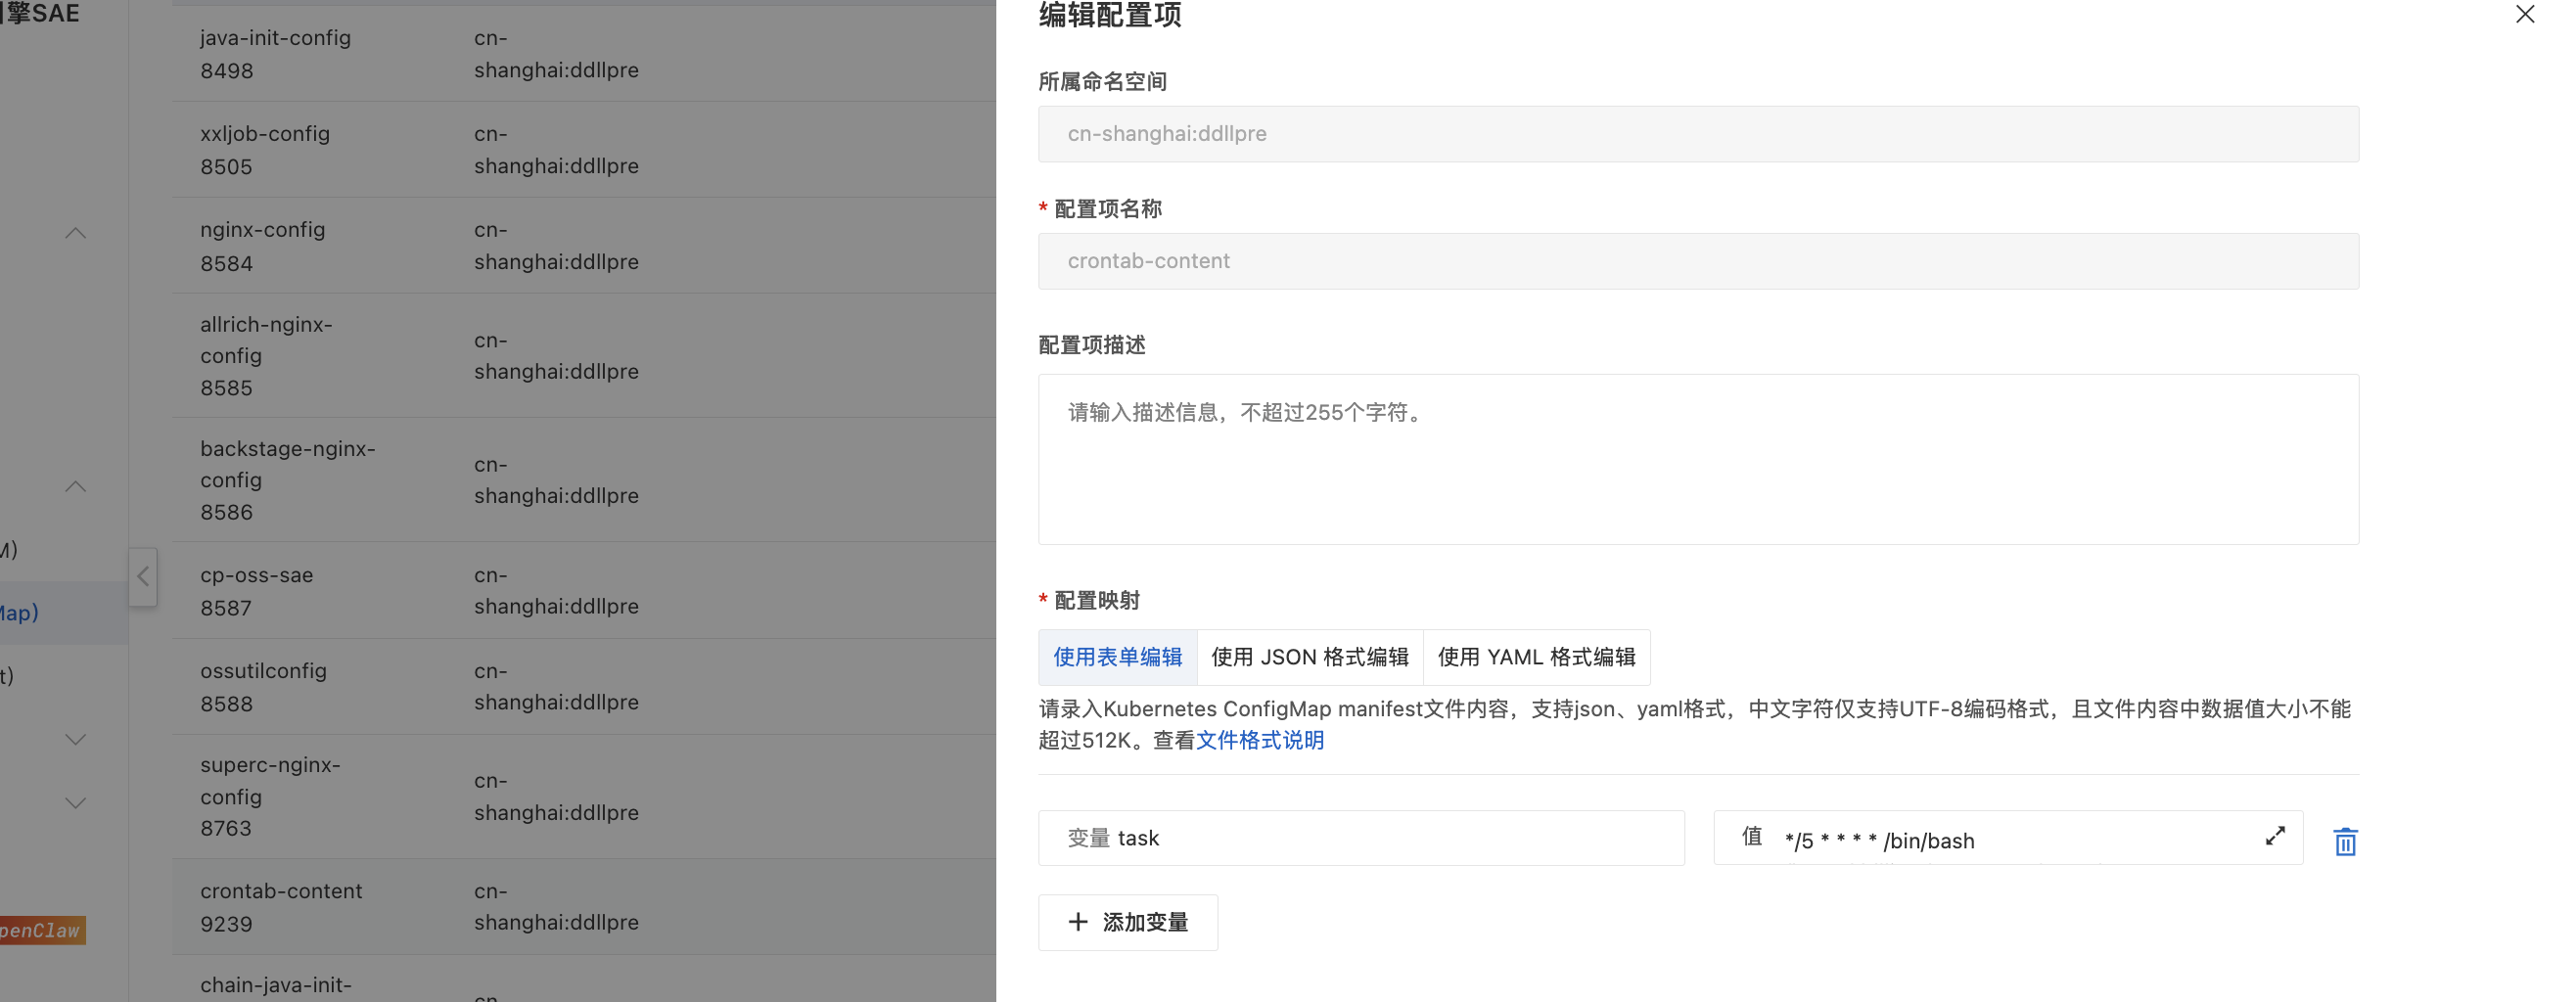 擎SAE
Map)
java-init-config
8498
cn-
shanghai:ddllpre
xxljob-config
8505
cn-
shanghai:ddllpre
nginx-config
8584
cn-
shanghai:ddllpre
allrich-nginx-
config
8585
cn-
shanghai:ddllpre
backstage-nginx-
config
8586
cn-
shanghai:ddllpre
cp-oss-sae
8587
cn-
shanghai:ddllpre
ossutilconfig
8588
cn-
shanghai:ddllpre
superc-nginx-
config
8763
cn-
shanghai:ddllpre
crontab-content
9239
cn-
shanghai:ddllpre
chain-java-init-
cn-
M)
t)
penClaw
编辑配置项
所属命名空间
cn-shanghai:ddllpre
* 配置项名称
crontab-content
配置项描述
请输入描述信息，不超过255个字符。
* 配置映射
使用表单编辑 使用 JSON 格式编辑 使用 YAML 格式编辑
请录入Kubernetes ConfigMap manifest文件内容，支持json、yaml格式，中文字符仅支持UTF-8编码格式，且文件内容中数据值大小不能
超过512K。查看文件格式说明
变量 task
值 */5 * * * * /bin/bash
添加变量